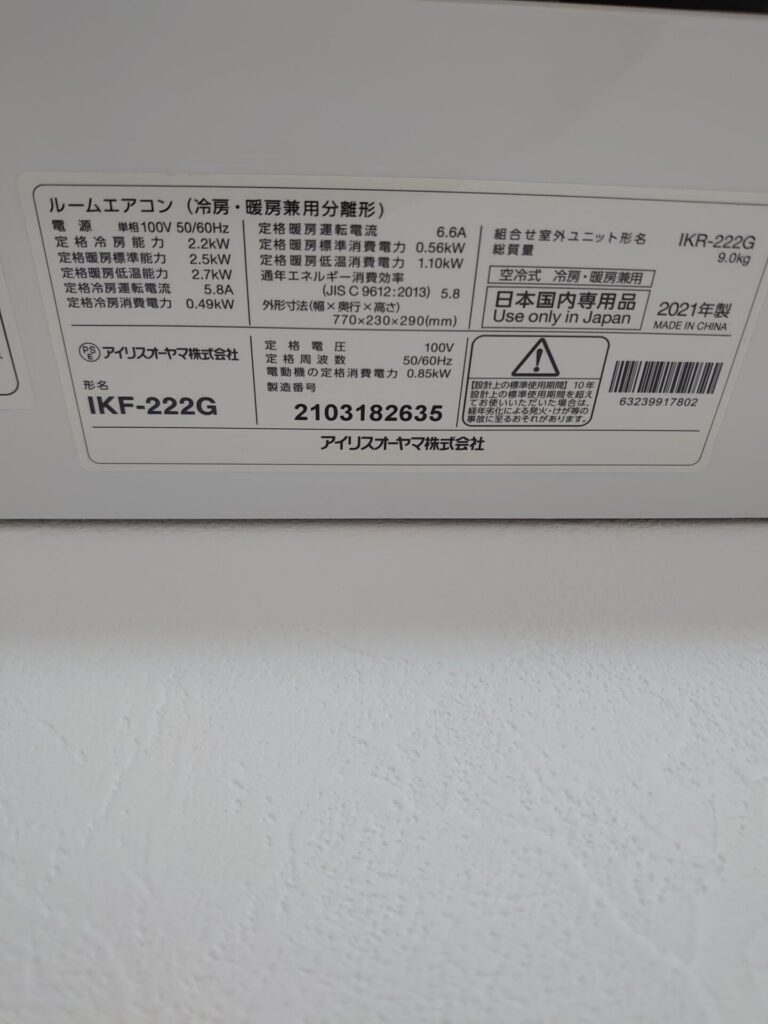 ルームエアコン（冷房・暖房兼用分離形）
電源 単相100V 50/60Hz
定格冷房能力 2.2kW
定格暖房標準能力 2.5kW
定格暖房低温能力 2.7kW
定格冷房運転電流 5.8A
定格冷房消費電力 0.49kW
定格暖房運転電流 6.6A
定格暖房標準消費電力 0.56kW
定格暖房低温消費電力 1.10kW
通年エネルギー消費効率
(JIS C 9612:2013) 5.8
外形寸法(幅×奥行×高さ)
770×230×290(mm)
組合せ室外ユニット形名 IKR-222G
総質量 9.0kg
空冷式 冷房・暖房兼用
日本国内専用品
Use only in Japan
2021年製
MADE IN CHINA
PSE アイリスオーヤマ株式会社
形名
IKF-222G
定格電圧 100V
定格周波数 50/60Hz
電動機の定格消費電力 0.85kW
製造番号
2103182635
【設計上の標準使用期間】10年
設計上の標準使用期間を超え
てお使いいただいた場合は、
経年劣化による発火・けが等の
事故に至るおそれがあります。
63239917802
アイリスオーヤマ株式会社